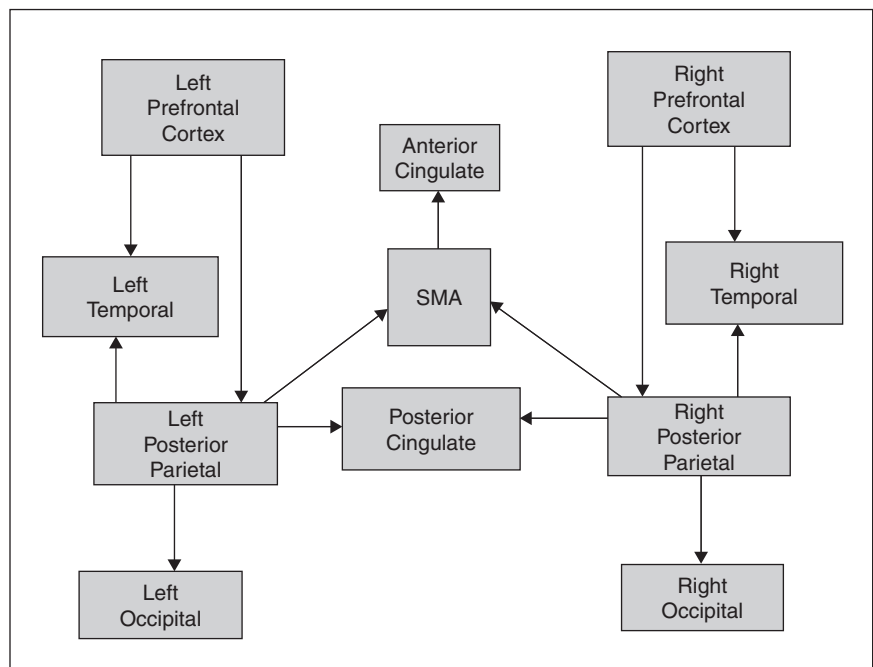 Left
Prefrontal
Cortex
Right
Prefrontal
Cortex
Anterior
Cingulate
Left
Temporal
SMA
Right
Temporal
Left
Posterior
Parietal
Posterior
Cingulate
Right
Posterior
Parietal
Left
Occipital
Right
Occipital